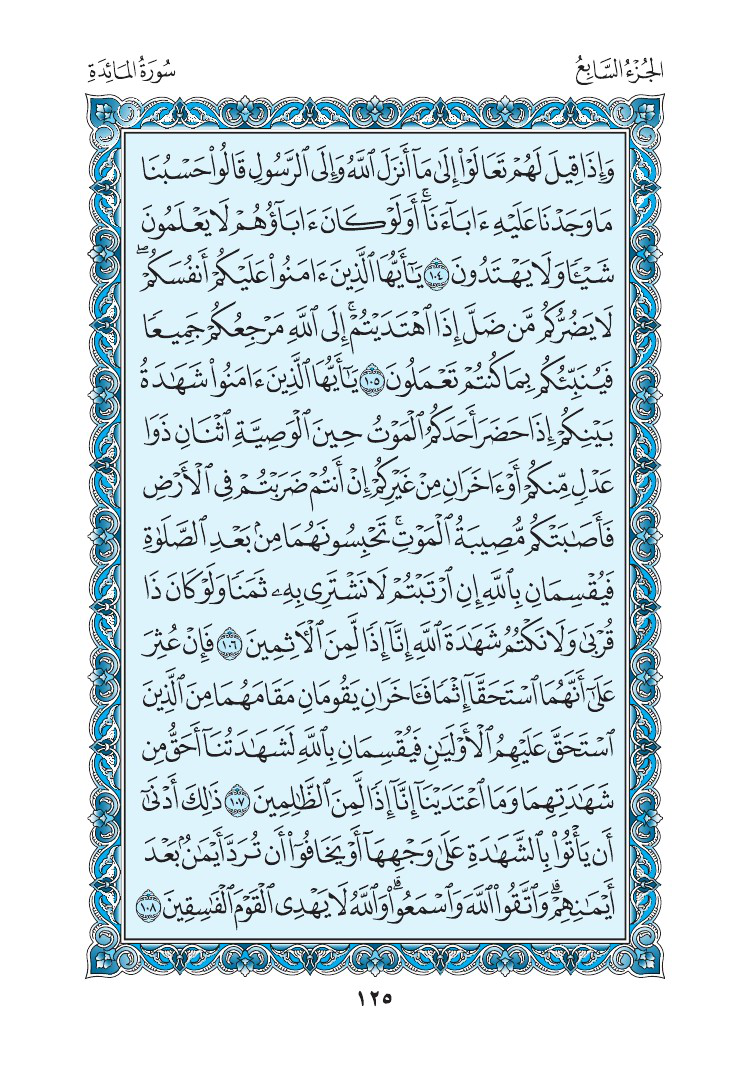 الجُزْءُ السَّابِعُ
سُورَةُ المَائِدَةِ
وَإِذَا قِيلَ لَهُمْ تَعَالَوْا۟ إِلَىٰ مَآ أَنزَلَ ٱللَّهُ وَإِلَى ٱلرَّسُولِ قَالُوا۟ حَسْبُنَا
مَا وَجَدْنَا عَلَيْهِ ءَابَآءَنَآ ۚ أَوَلَوْ كَانَ ءَابَآؤُهُمْ لَا يَعْلَمُونَ
شَيْـًٔا وَلَا يَهْتَدُونَ ١٠٤ يَـٰٓأَيُّهَا ٱلَّذِينَ ءَامَنُوا۟ عَلَيْكُمْ أَنفُسَكُمْ ۖ
لَا يَضُرُّكُم مَّن ضَلَّ إِذَا ٱهْتَدَيْتُمْ ۚ إِلَى ٱللَّهِ مَرْجِعُكُمْ جَمِيعًا
فَيُنَبِّئُكُم بِمَا كُنتُمْ تَعْمَلُونَ ١٠٥ يَـٰٓأَيُّهَا ٱلَّذِينَ ءَامَنُوا۟ شَهَـٰدَةُ
بَيْنِكُمْ إِذَا حَضَرَ أَحَدَكُمُ ٱلْمَوْتُ حِينَ ٱلْوَصِيَّةِ ٱثْنَانِ ذَوَا
عَدْلٍ مِّنكُمْ أَوْ ءَاخَرَانِ مِنْ غَيْرِكُمْ إِنْ أَنتُمْ ضَرَبْتُمْ فِى ٱلْأَرْضِ
فَأَصَـٰبَتْكُم مُّصِيبَةُ ٱلْمَوْتِ ۚ تَحْبِسُونَهُمَا مِنۢ بَعْدِ ٱلصَّلَوٰةِ
فَيُقْسِمَانِ بِٱللَّهِ إِنِ ٱرْتَبْتُمْ لَا نَشْتَرِى بِهِۦ ثَمَنًا وَلَوْ كَانَ ذَا
قُرْبَىٰ وَلَا نَكْتُمُ شَهَـٰدَةَ ٱللَّهِ إِنَّآ إِذًا لَّمِنَ ٱلْـَٔاثِمِينَ ١٠٦ فَإِنْ عُثِرَ
عَلَىٰٓ أَنَّهُمَا ٱسْتَحَقَّآ إِثْمًا فَـَٔاخَرَانِ يَقُومَانِ مَقَامَهُمَا مِنَ ٱلَّذِينَ
ٱسْتَحَقَّ عَلَيْهِمُ ٱلْأَوْلَيَـٰنِ فَيُقْسِمَانِ بِٱللَّهِ لَشَهَـٰدَتُنَآ أَحَقُّ مِن
شَهَـٰدَتِهِمَا وَمَا ٱعْتَدَيْنَآ إِنَّآ إِذًا لَّمِنَ ٱلظَّـٰلِمِينَ ١٠٧ ذَٰلِكَ أَدْنَىٰٓ
أَن يَأْتُوا۟ بِٱلشَّهَـٰدَةِ عَلَىٰ وَجْهِهَآ أَوْ يَخَافُوٓا۟ أَن تُرَدَّ أَيْمَـٰنٌۢ بَعْدَ
أَيْمَـٰنِهِمْ ۗ وَٱتَّقُوا۟ ٱللَّهَ وَٱسْمَعُوا۟ ۗ وَٱللَّهُ لَا يَهْدِى ٱلْقَوْمَ ٱلْفَـٰسِقِينَ ١٠٨
١٢٥